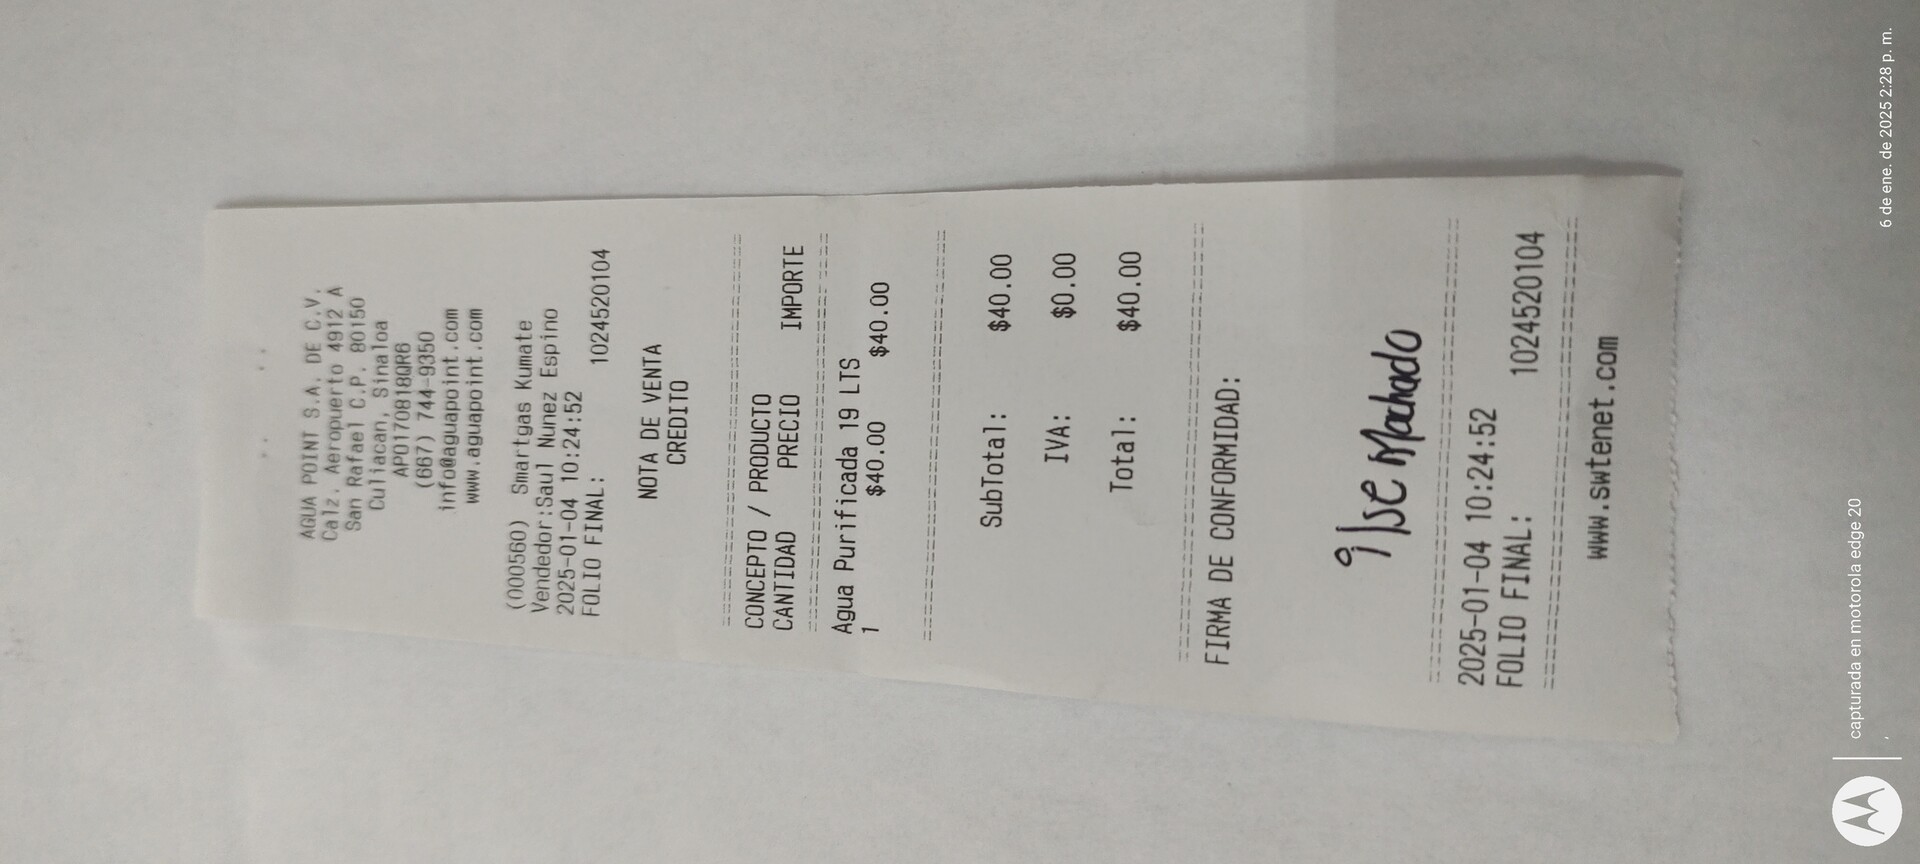 AGUA POINT S.A. DE C.V.
Calz. Aeropuerto 4912 A
San Rafael C.P. 80150
Culiacan, Sinaloa
APO170818QR6
(667) 744-9350
info@aguapoint.com
www.aguapoint.com
(000560) Smartgas Kumate
Vendedor:Saul Nunez Espino
2025-01-04 10:24:52
FOLIO FINAL: 1024520104
NOTA DE VENTA
CREDITO
CONCEPTO / PRODUCTO
CANTIDAD PRECIO IMPORTE
Agua Purificada 19 LTS
1 $40.00 $40.00
SubTotal: $40.00
IVA: $0.00
Total: $40.00
FIRMA DE CONFORMIDAD:
Ilse Machado
2025-01-04 10:24:52
FOLIO FINAL: 1024520104
www.swtenet.com
capturada en motorola edge 20
6 de ene. de 2025 2:28 p. m.